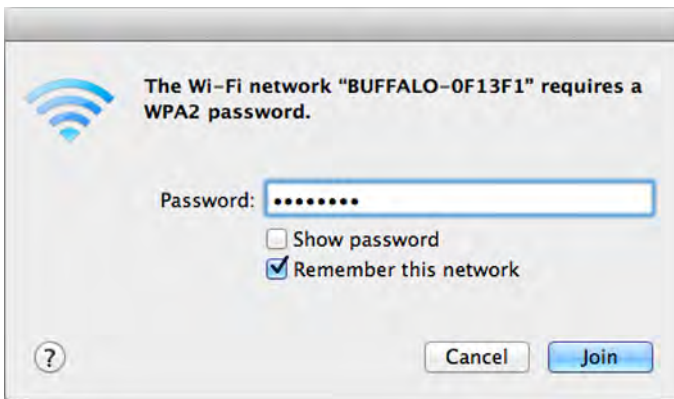 The Wi-Fi network “BUFFALO-0F13F1” requires a
WPA2 password.
Password: ••••••••
Show password
Remember this network
? Cancel Join